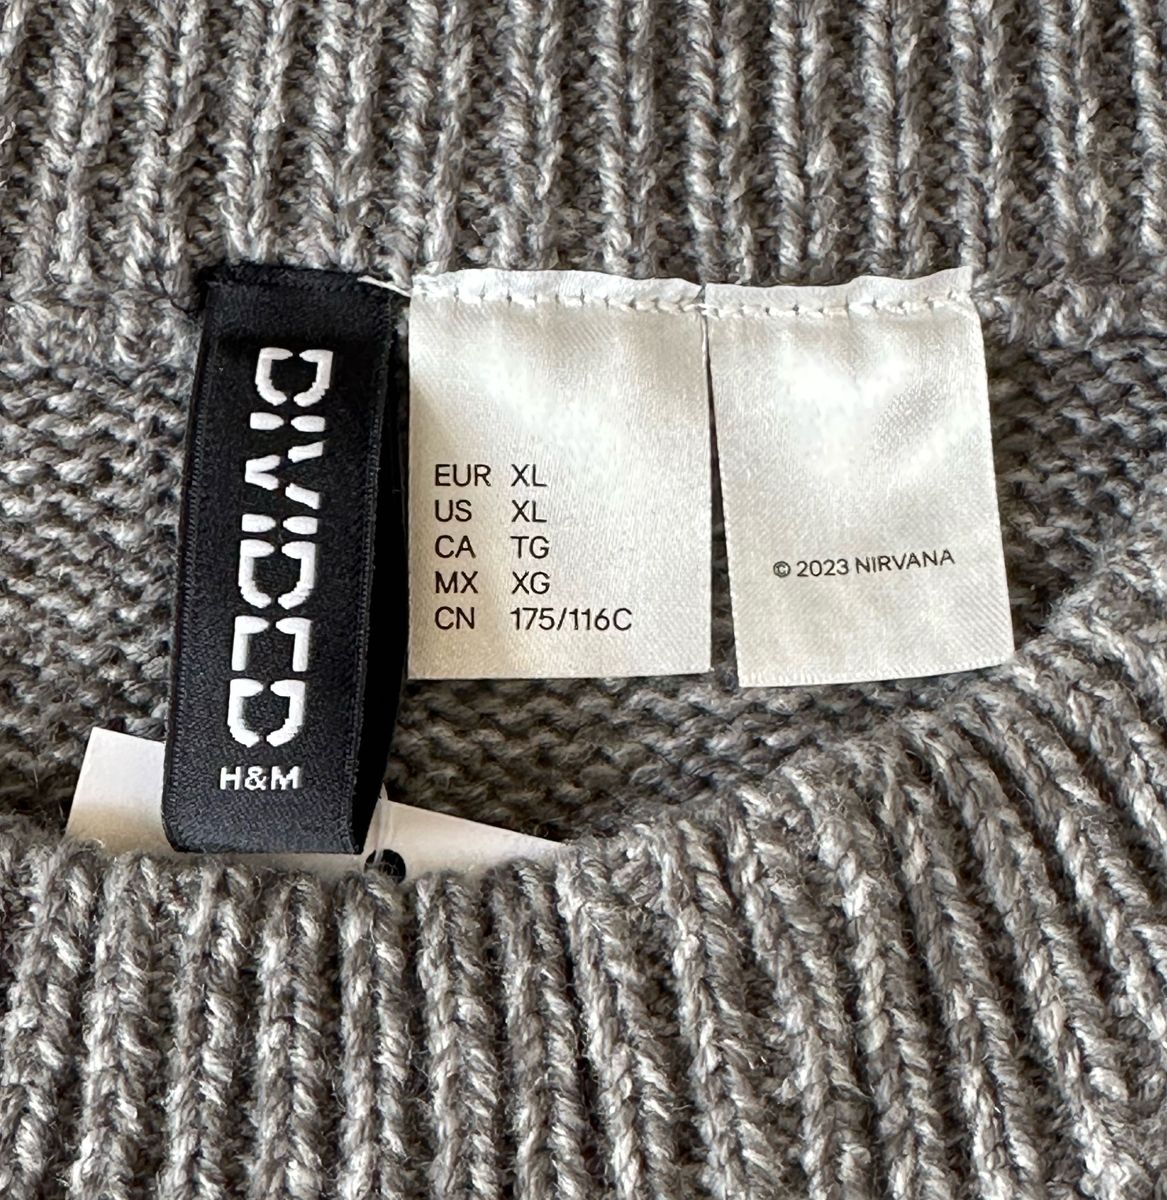 DIVIDED
H&M
EUR XL
US XL
CA TG
MX XG
CN 175/116C
© 2023 NIRVANA